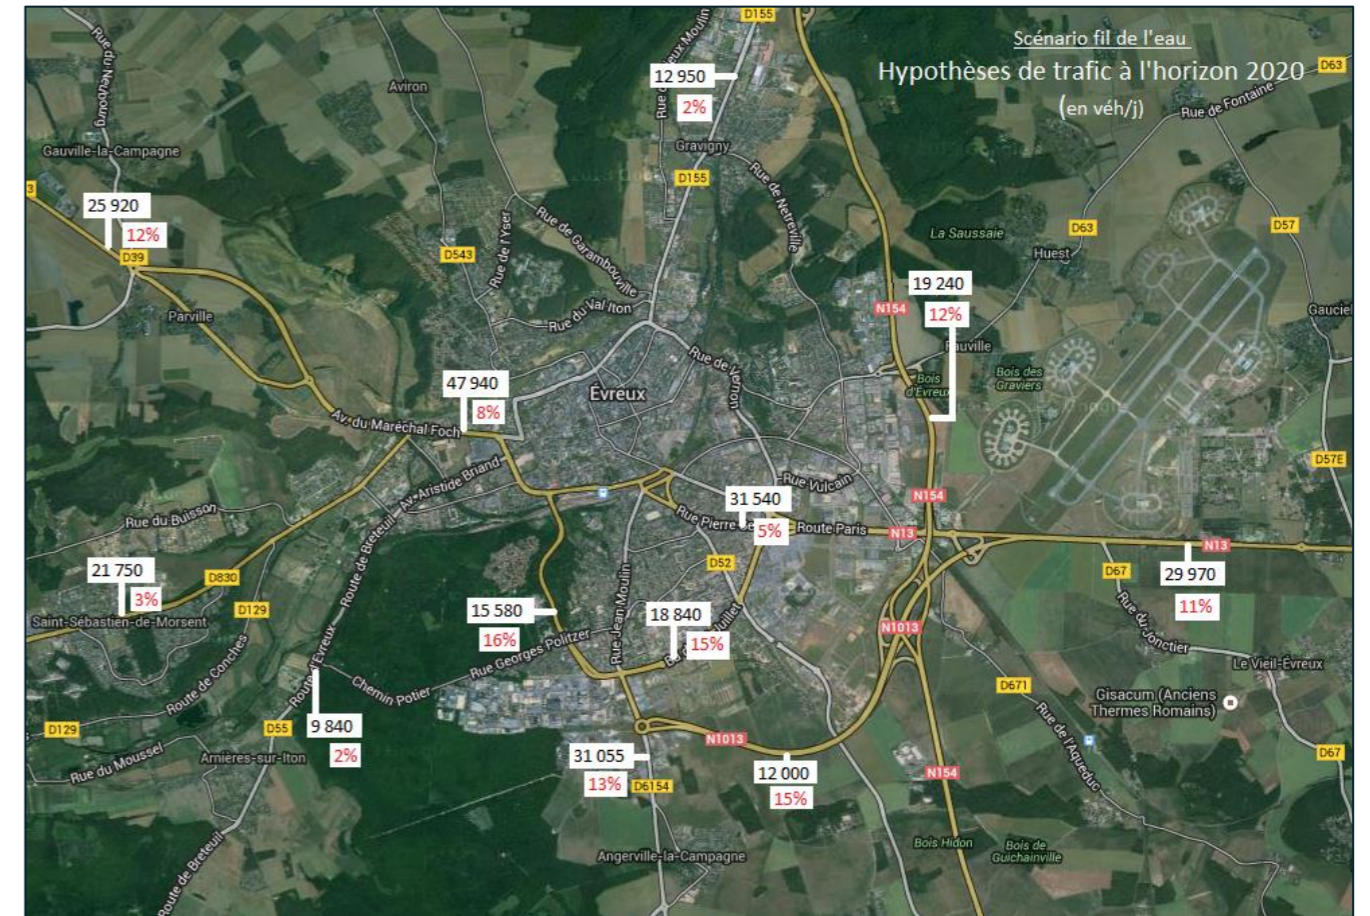 Scénario fil de l'eau
Hypothèses de trafic à l'horizon 2020
(en véh/j)
D155
D63
Rue du Neubourg
12 950
2%
Aviron
Rue de Fontaine
Gauville-la-Campagne
Gravigny
D155
Rue de Netreville
25 920
12%
D39
Rue de l'Yser
Rue de Garambouville
D543
La Saussaie
D63
D57
Huest
Parville
Rue du Val Iton
19 240
12%
N154
Fauville
Rue de Vernon
Bois
d'Evreux
Bois des
Graviers
47 940
8%
Évreux
Av. du Maréchal Foch
Av. Aristide Briand
D57E
Rue Vulcain
31 540
5%
N154
Route Paris
N13
N13
Rue du Buisson
Route de Breteuil
21 750
3%
D830
D129
Saint-Sébastien-de-Morsent
D52
29 970
11%
D67
Rue du Jonctier
15 580
16%
Rue Jean Moulin
18 840
15%
N1013
Rue Georges Politzer
Le Vieil-Évreux
Route de Conches
Chemin Potier
D671
Gisacum (Anciens
Thermes Romains)
9 840
2%
D129
D55
Rue du Moussel
Arnières-sur-Iton
N1013
Rue de l'Aqueduc
D67
31 055
13%
D6154
12 000
15%
N154
Route de Breteuil
Angerville-la-Campagne
Bois Hidon
Bois de
Guichainville